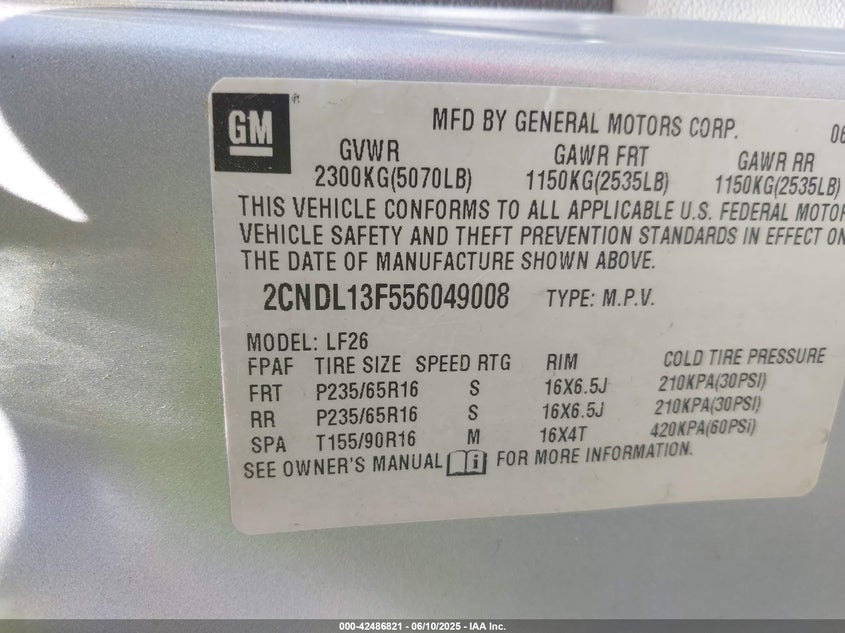 GM ®
MFD BY GENERAL MOTORS CORP. 06
GVWR GAWR FRT GAWR RR
2300KG(5070LB) 1150KG(2535LB) 1150KG(2535LB)
THIS VEHICLE CONFORMS TO ALL APPLICABLE U.S. FEDERAL MOTOR
VEHICLE SAFETY AND THEFT PREVENTION STANDARDS IN EFFECT ON
THE DATE OF MANUFACTURE SHOWN ABOVE.
2CNDL13F556049008 TYPE: M.P.V.
MODEL: LF26
FPAF TIRE SIZE SPEED RTG RIM COLD TIRE PRESSURE
FRT P235/65R16 S 16X6.5J 210KPA(30PSI)
RR P235/65R16 S 16X6.5J 210KPA(30PSI)
SPA T155/90R16 M 16X4T 420KPA(60PSi)
SEE OWNER'S MANUAL i FOR MORE INFORMATION.
000-42486821 - 06/10/2025 - IAA Inc.